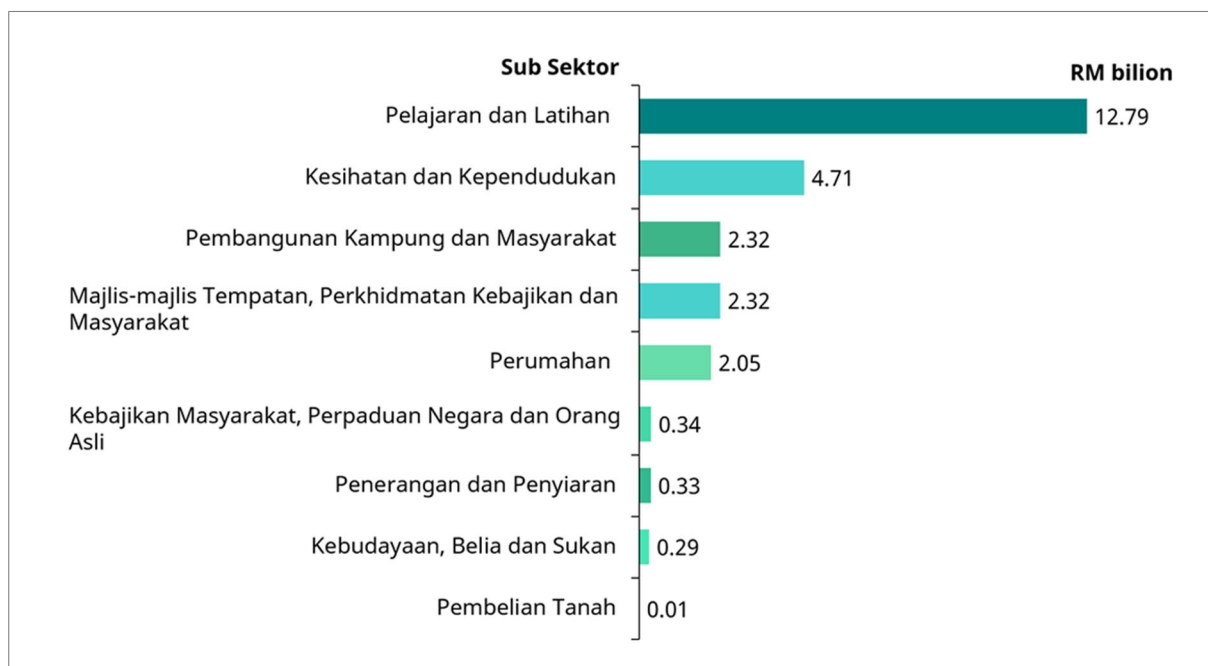 Sub Sektor
RM bilion
Pelajaran dan Latihan
12.79
Kesihatan dan Kependudukan
4.71
Pembangunan Kampung dan Masyarakat
2.32
Majlis-majlis Tempatan, Perkhidmatan Kebajikan dan
Masyarakat
2.32
Perumahan
2.05
Kebajikan Masyarakat, Perpaduan Negara dan Orang
Asli
0.34
Penerangan dan Penyiaran
0.33
Kebudayaan, Belia dan Sukan
0.29
Pembelian Tanah
0.01